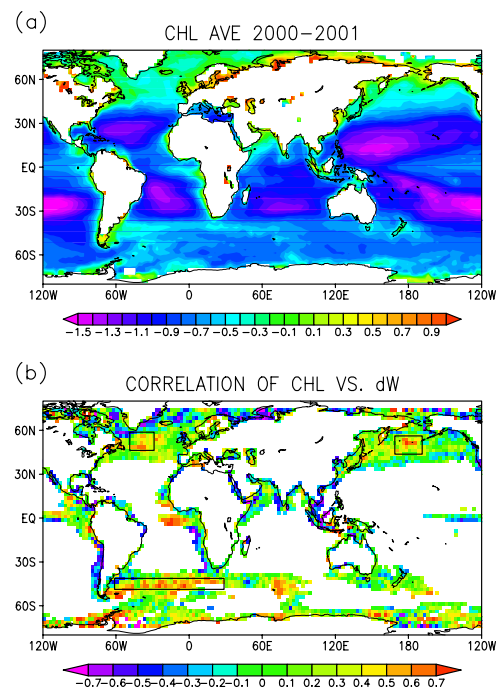 (a)
CHL AVE 2000−2001
60N
30N
EQ
30S
60S
120W 60W 0 60E 120E 180 120W
−1.5 −1.3 −1.1 −0.9 −0.7 −0.5 −0.3 −0.1 0.1 0.3 0.5 0.7 0.9
(b)
CORRELATION OF CHL VS. dW
60N
30N
EQ
30S
60S
120W 60W 0 60E 120E 180 120W
−0.7 −0.6 −0.5 −0.4 −0.2 −0.1 0 0.1 0.2 0.4 0.5 0.6 0.7